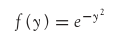 f(y) = e^{-y^2}